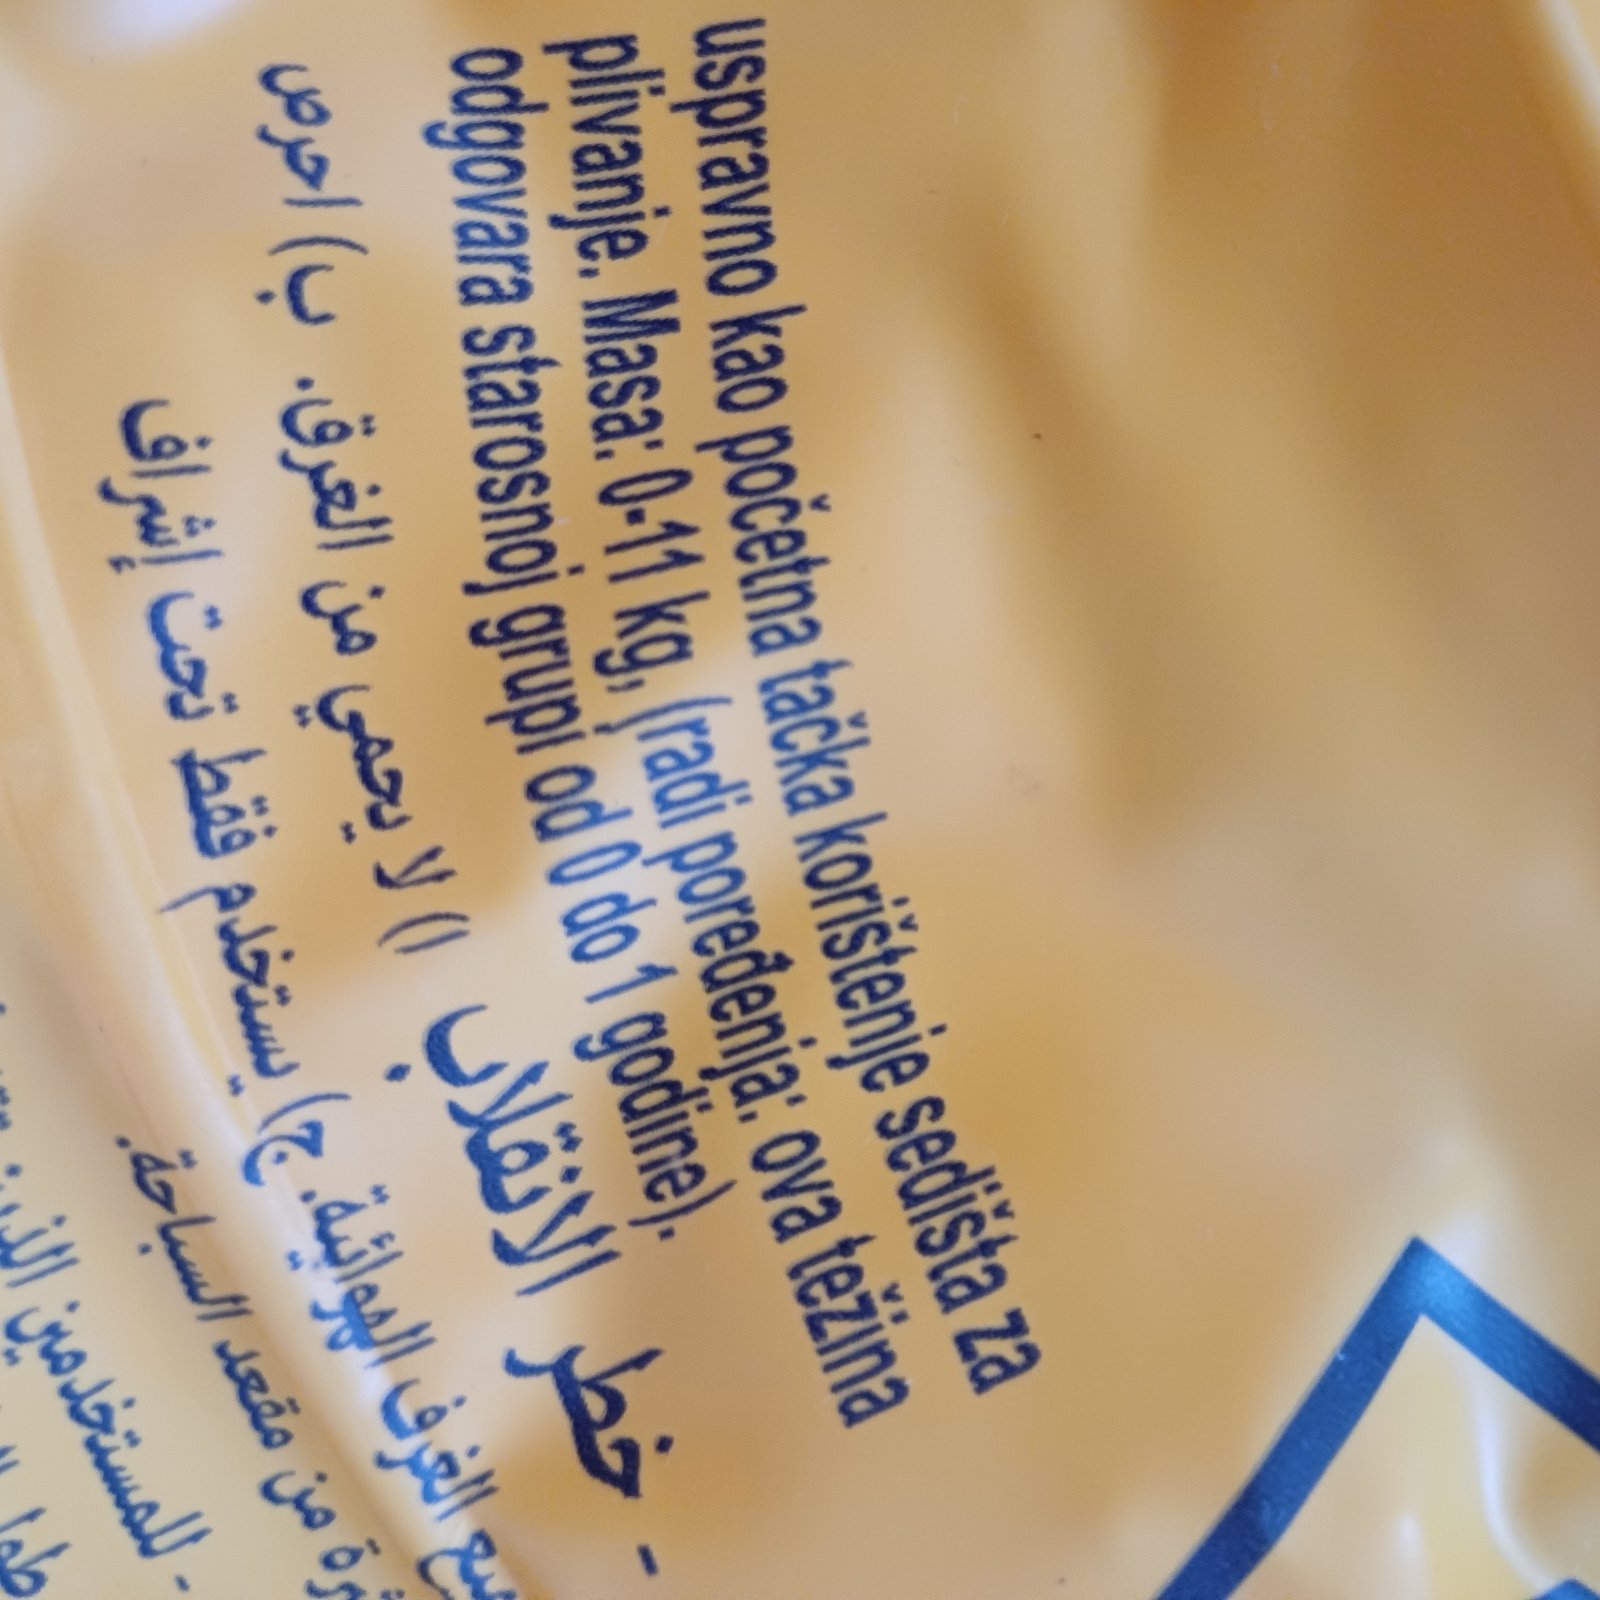 uspravno kao početna tačka korištenje sedišta za
plivanje. Masa: 0-11 kg, (radi poređenja: ova težina
odgovara starosnoj grupi od 0 do 1 godine).
- خطر الانقلاب ا) لا يحمي من الغرق. ب) احرص
الغرف الهوائية. ج) يستخدم فقط تحت إشراف
من مقعد السباحة.
- للمستخدمين